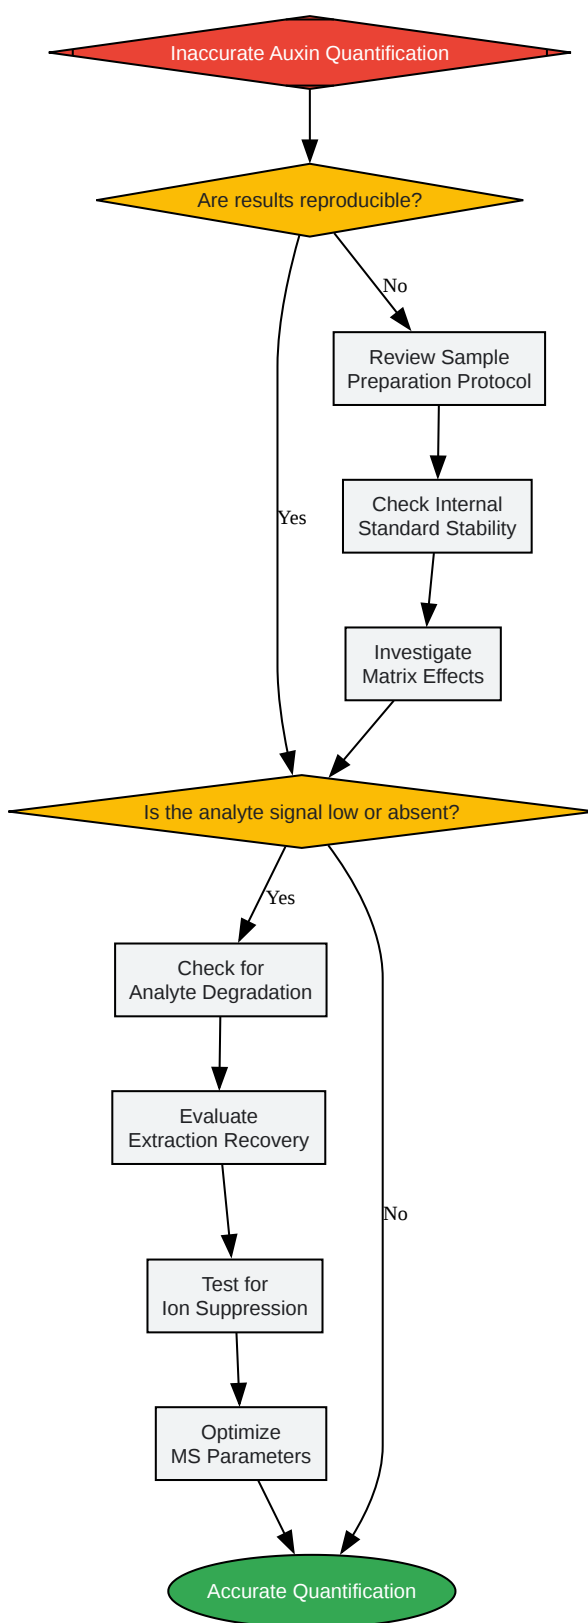 Inaccurate Auxin Quantification
Are results reproducible?
No
Review Sample
Preparation Protocol
Check Internal
Standard Stability
Yes
Investigate
Matrix Effects
Is the analyte signal low or absent?
Yes
Check for
Analyte Degradation
Evaluate
Extraction Recovery
No
Test for
Ion Suppression
Optimize
MS Parameters
Accurate Quantification